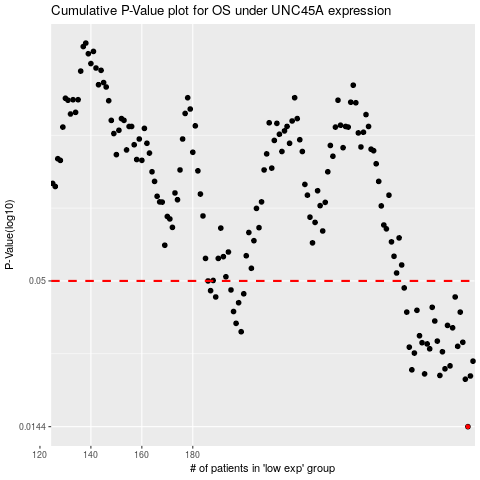 Cumulative P-Value plot for OS under UNC45A expression
P-Value(log10)
0.05
0.0144
120 140 160 180
# of patients in 'low exp' group